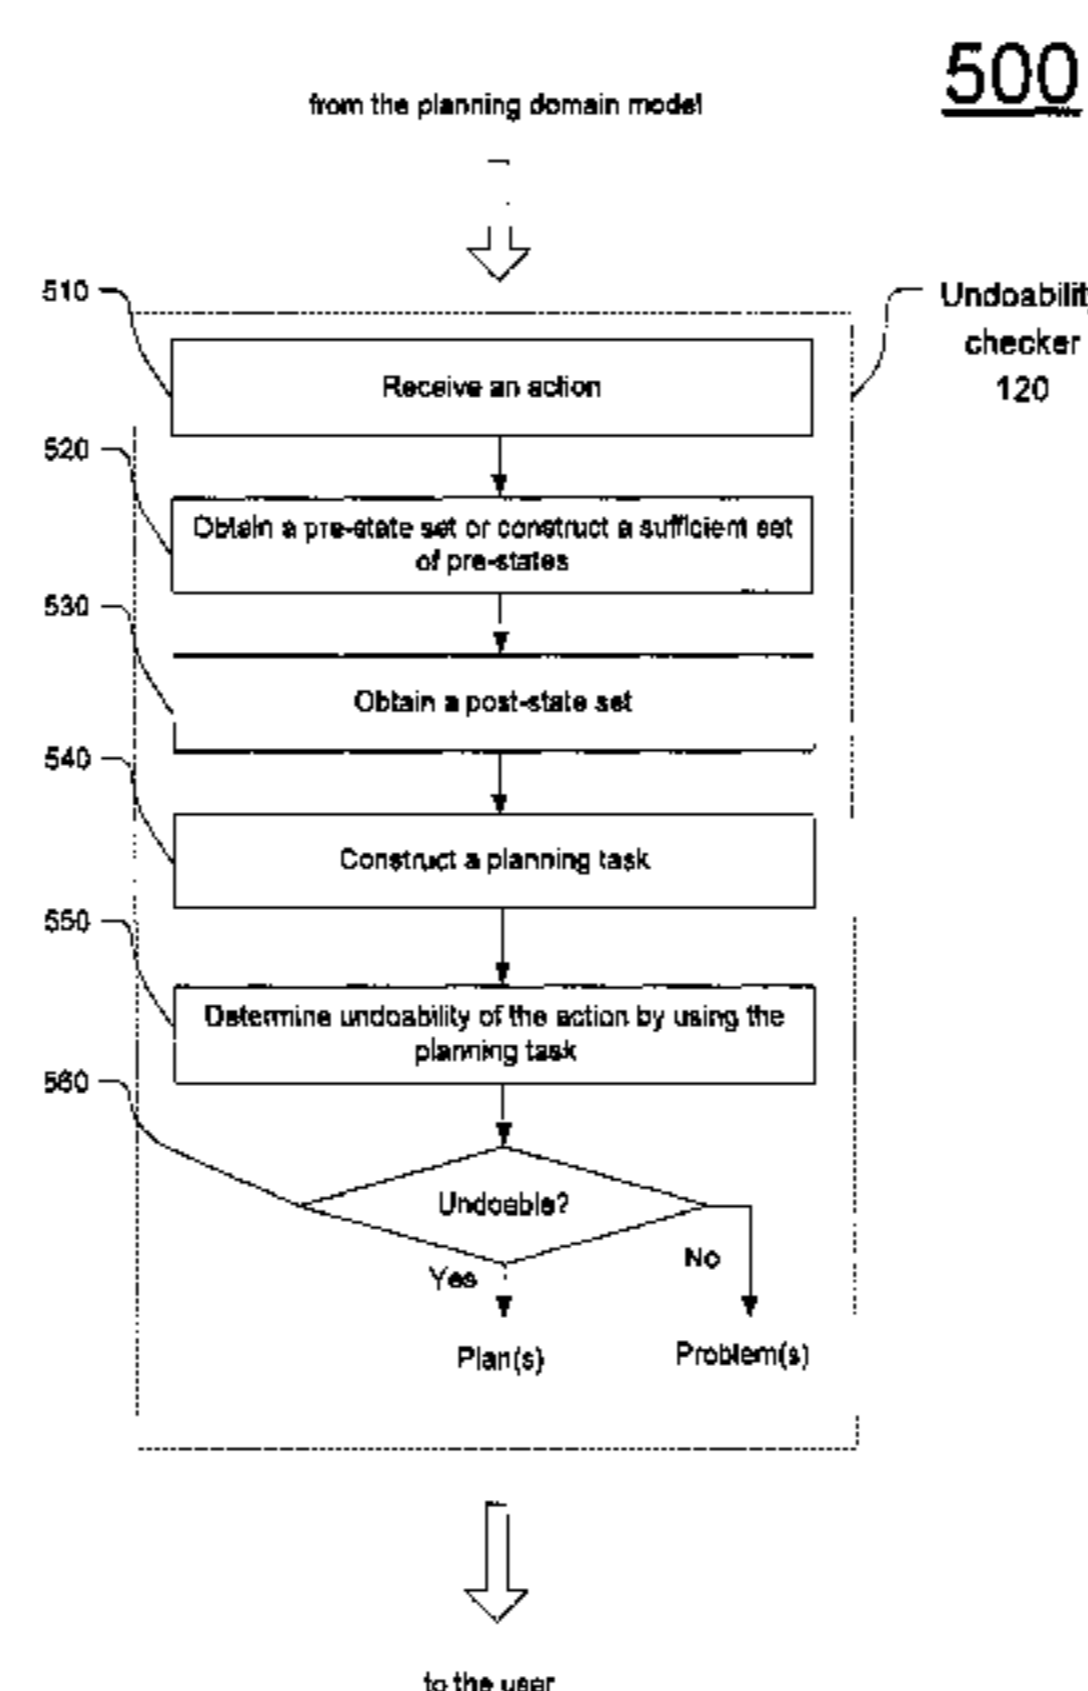 500
from the planning domain model
510
Undoability
checker
120
Receive an action
520
Obtain a pre-state set or construct a sufficient set
of pre-states
530
Obtain a post-state set
540
Construct a planning task
550
Determine undoability of the action by using the
planning task
560
Undoable?
Yes
No
Plan(s)
Problem(s)
to the user